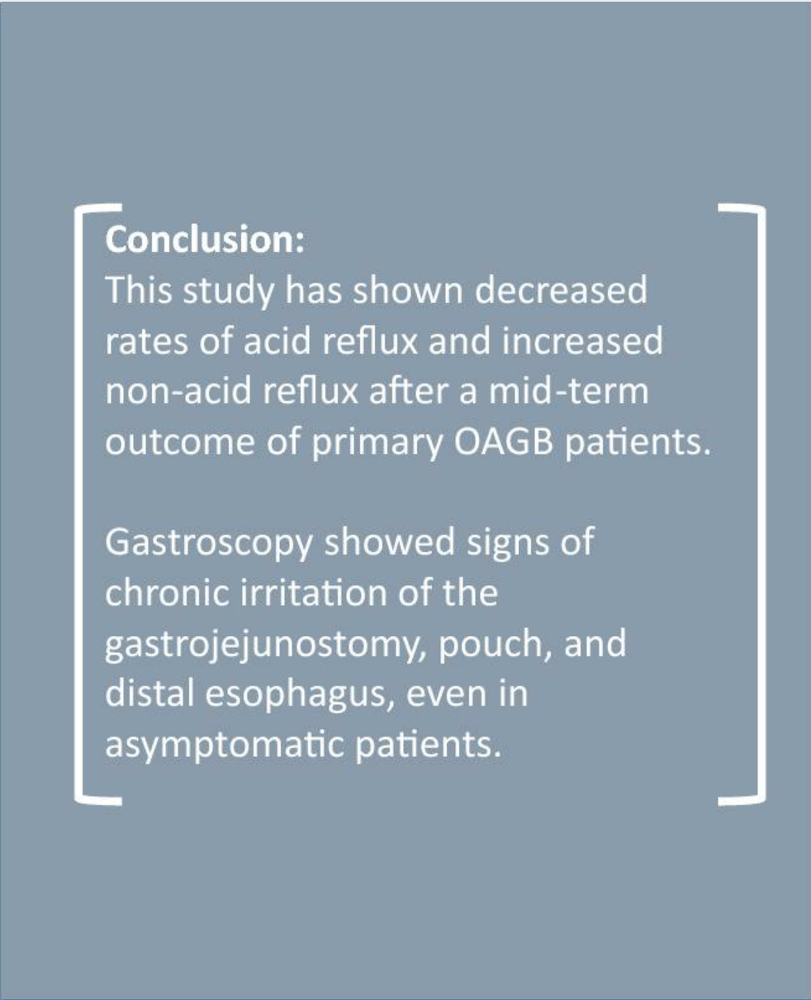 Conclusion:
This study has shown decreased
rates of acid reflux and increased
non-acid reflux after a mid-term
outcome of primary OAGB patients.
Gastroscopy showed signs of
chronic irritation of the
gastrojejunostomy, pouch, and
distal esophagus, even in
asymptomatic patients.